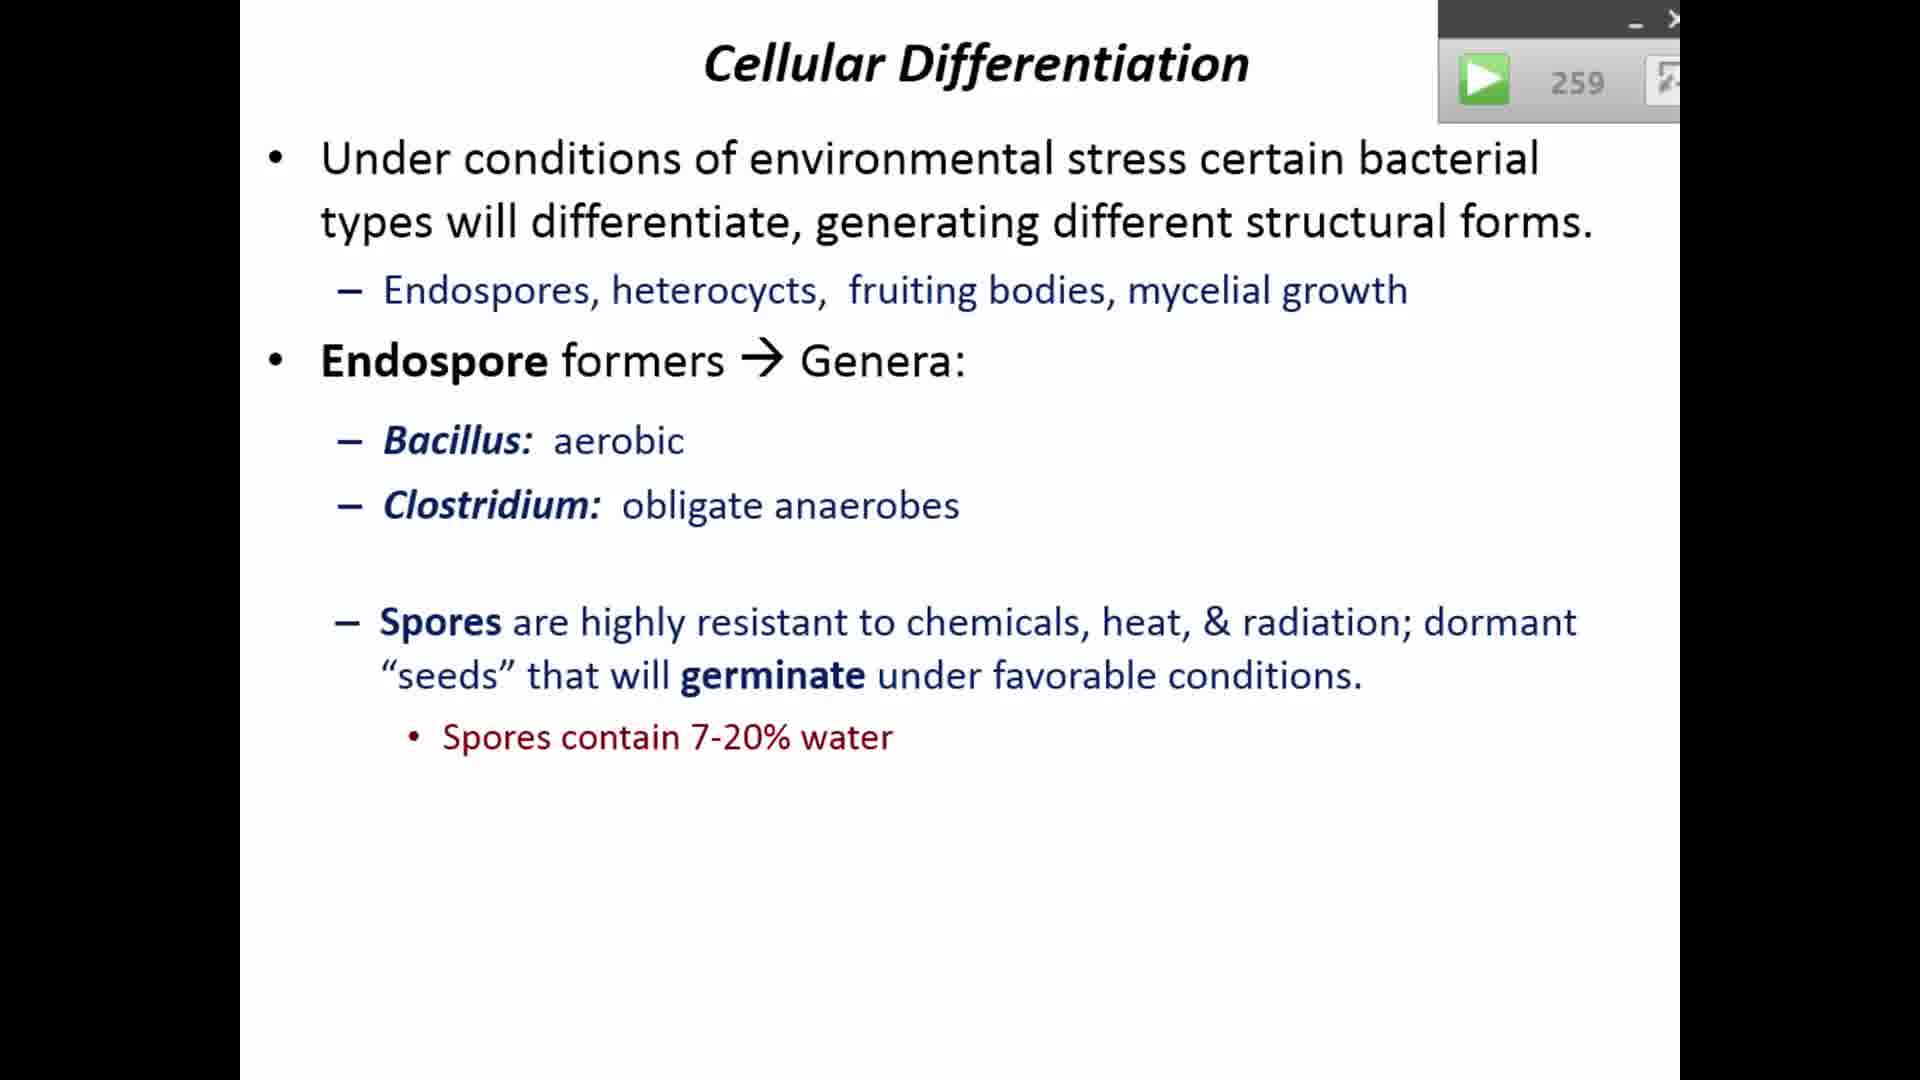 Cellular Differentiation
259
• Under conditions of environmental stress certain bacterial
types will differentiate, generating different structural forms.
– Endospores, heterocycts, fruiting bodies, mycelial growth
• Endospore formers → Genera:
– Bacillus: aerobic
– Clostridium: obligate anaerobes
– Spores are highly resistant to chemicals, heat, & radiation; dormant
“seeds” that will germinate under favorable conditions.
• Spores contain 7-20% water